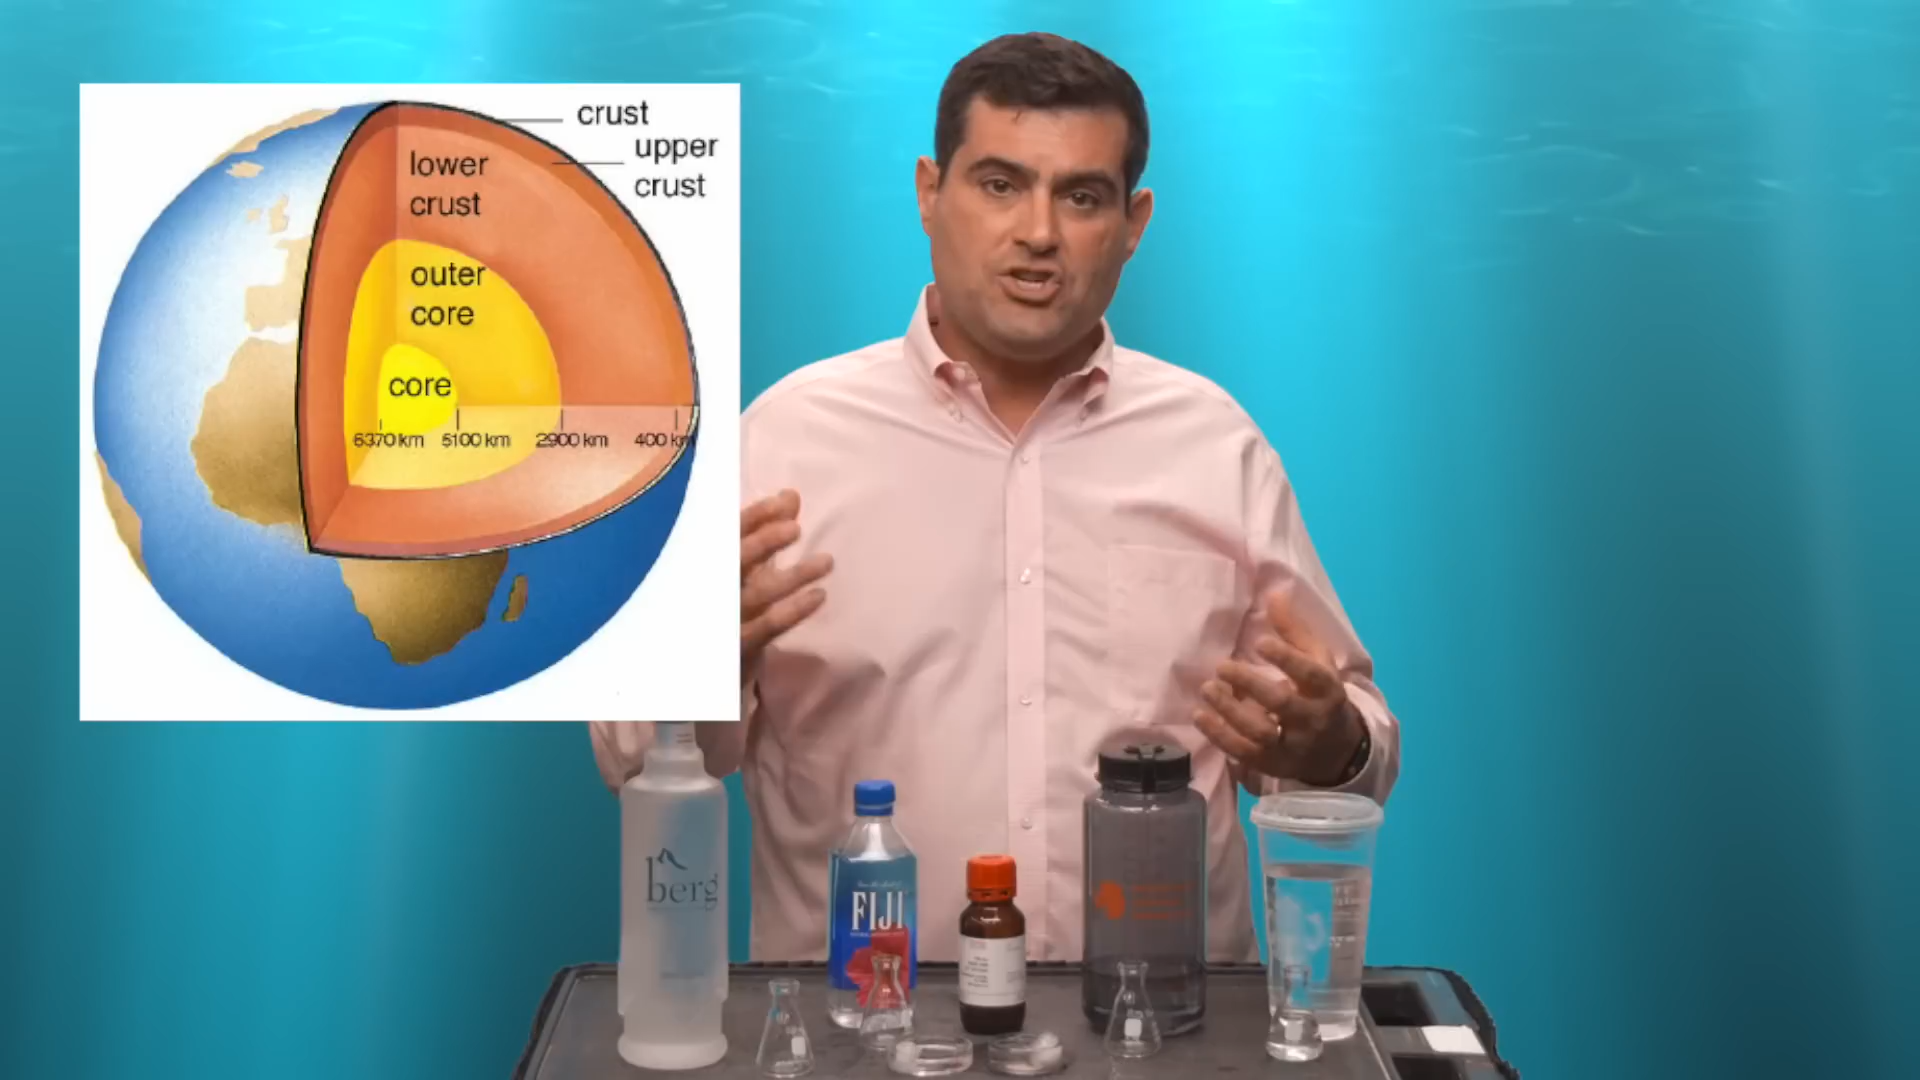 crust
upper
crust
lower
crust
outer
core
core
6370 km 5100 km 2900 km 400 km
berg
FIJI